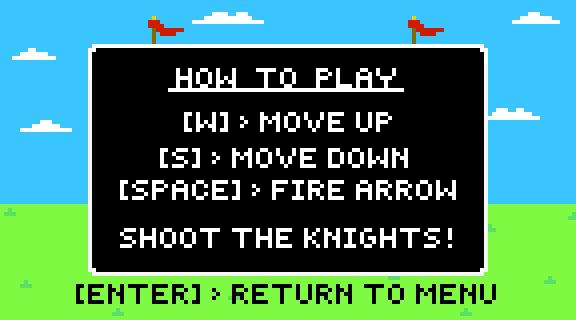 HOW TO PLAY
[W] > MOVE UP
[S] > MOVE DOWN
[SPACE] > FIRE ARROW
SHOOT THE KNIGHTS!
[ENTER] > RETURN TO MENU